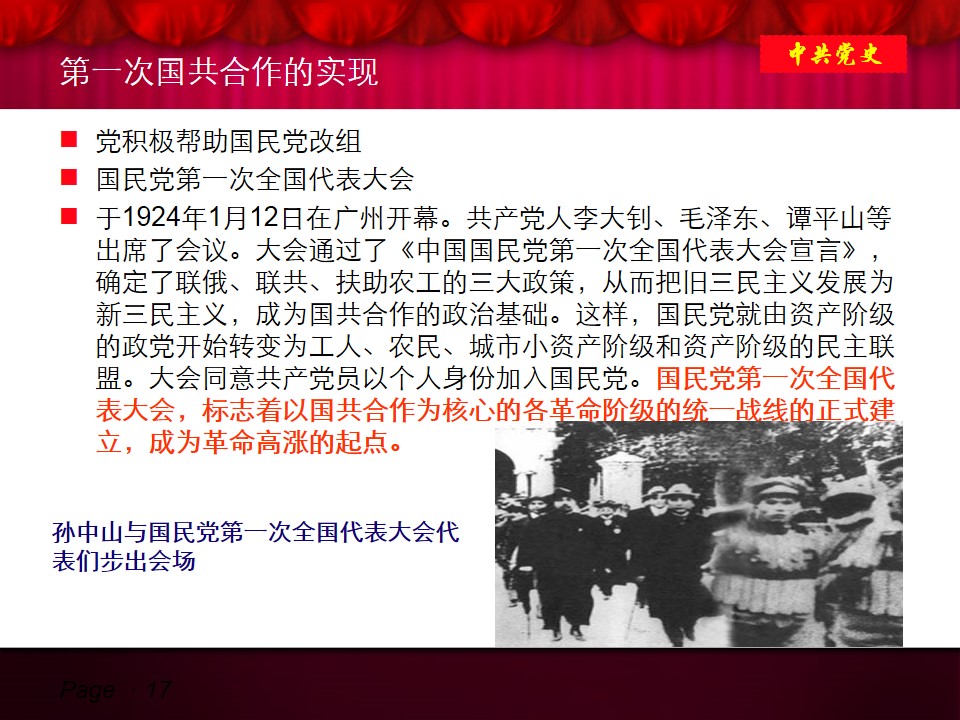 第一次国共合作的实现
中共党史
党积极帮助国民党改组
国民党第一次全国代表大会
于1924年1月12日在广州开幕。共产党人李大钊、毛泽东、谭平山等
出席了会议。大会通过了《中国国民党第一次全国代表大会宣言》，
确定了联俄、联共、扶助农工的三大政策，从而把旧三民主义发展为
新三民主义，成为国共合作的政治基础。这样，国民党就由资产阶级
的政党开始转变为工人、农民、城市小资产阶级和资产阶级的民主联
盟。大会同意共产党员以个人身份加入国民党。国民党第一次全国代
表大会，标志着以国共合作为核心的各革命阶级的统一战线的正式建
立，成为革命高涨的起点。
孙中山与国民党第一次全国代表大会代
表们步出会场
Page 17